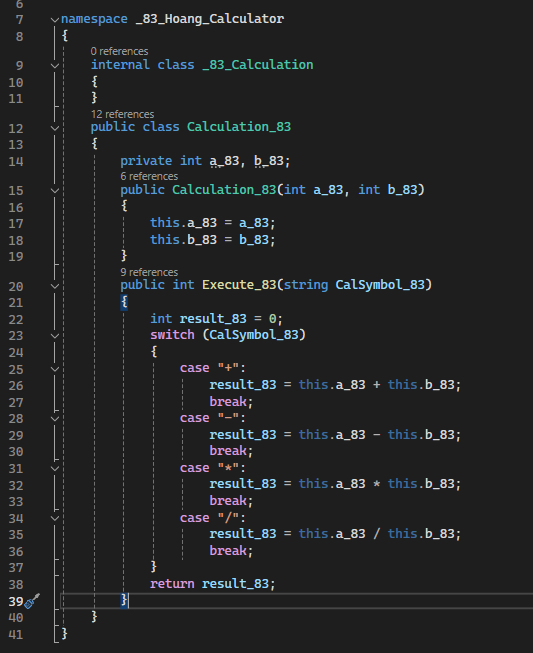 6
7 namespace _83_Hoang_Calculator
8 {
0 references
9 internal class _83_Calculation
10 {
11 }
12 references
12 public class Calculation_83
13 {
14 private int a_83, b_83;
6 references
15 public Calculation_83(int a_83, int b_83)
16 {
17 this.a_83 = a_83;
18 this.b_83 = b_83;
19 }
9 references
20 public int Execute_83(string CalSymbol_83)
21 {
22 int result_83 = 0;
23 switch (CalSymbol_83)
24 {
25 case "+":
26 result_83 = this.a_83 + this.b_83;
27 break;
28 case "-":
29 result_83 = this.a_83 - this.b_83;
30 break;
31 case "*":
32 result_83 = this.a_83 * this.b_83;
33 break;
34 case "/":
35 result_83 = this.a_83 / this.b_83;
36 break;
37 }
38 return result_83;
39 }
40 }
41 }